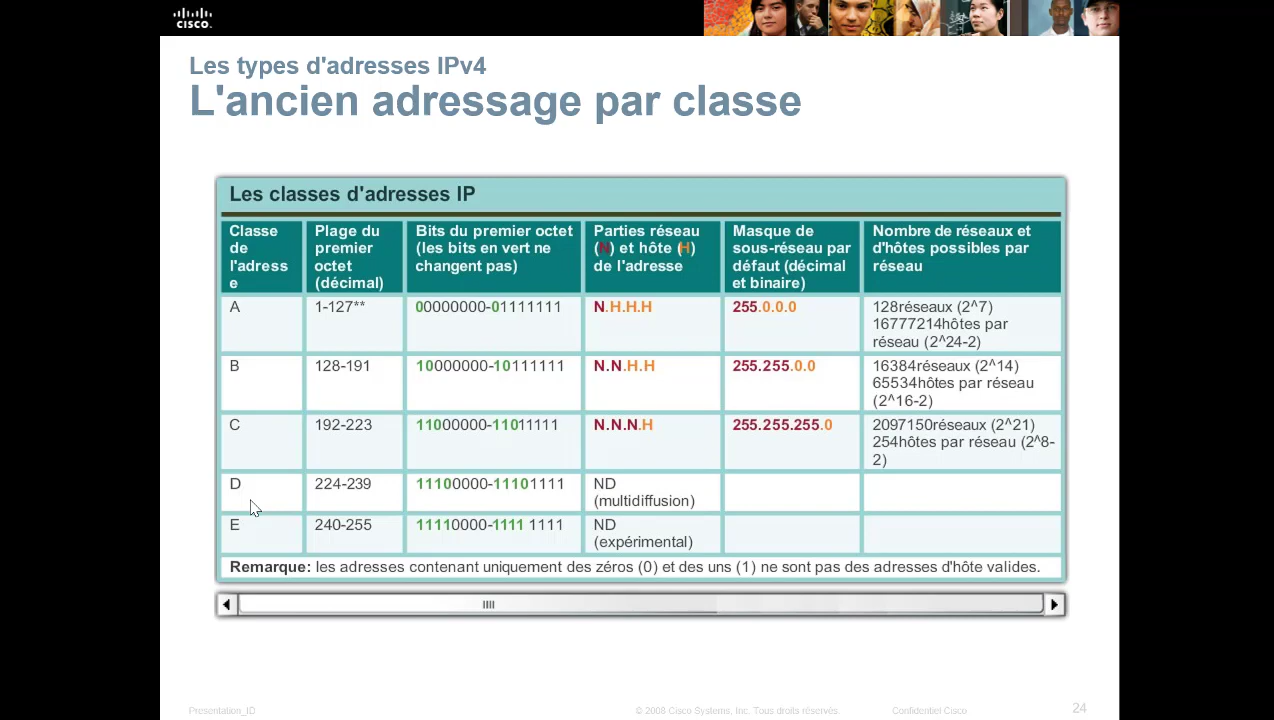 CISCO.
Les types d'adresses IPv4
L'ancien adressage par classe
Les classes d'adresses IP
Classe
de
l'adress
e
Plage du
premier
octet
(décimal)
Bits du premier octet
(les bits en vert ne
changent pas)
Parties réseau
(N) et hôte (H)
de l'adresse
Masque de
sous-réseau par
défaut (décimal
et binaire)
Nombre de réseaux et
d'hôtes possibles par
réseau
A
1-127**
00000000-01111111
N.H.H.H
255.0.0.0
128réseaux (2^7)
16777214hôtes par
réseau (2^24-2)
B
128-191
10000000-10111111
N.N.H.H
255.255.0.0
16384réseaux (2^14)
65534hôtes par réseau
(2^16-2)
C
192-223
11000000-11011111
N.N.N.H
255.255.255.0
2097150réseaux (2^21)
254hôtes par réseau (2^8-
2)
D
224-239
11100000-11101111
ND
(multidiffusion)
E
240-255
11110000-1111 1111
ND
(expérimental)
Remarque: les adresses contenant uniquement des zéros (0) et des uns (1) ne sont pas des adresses d'hôte valides.
Presentation_ID
© 2008 Cisco Systems, Inc. Tous droits réservés.
Confidentiel Cisco
24